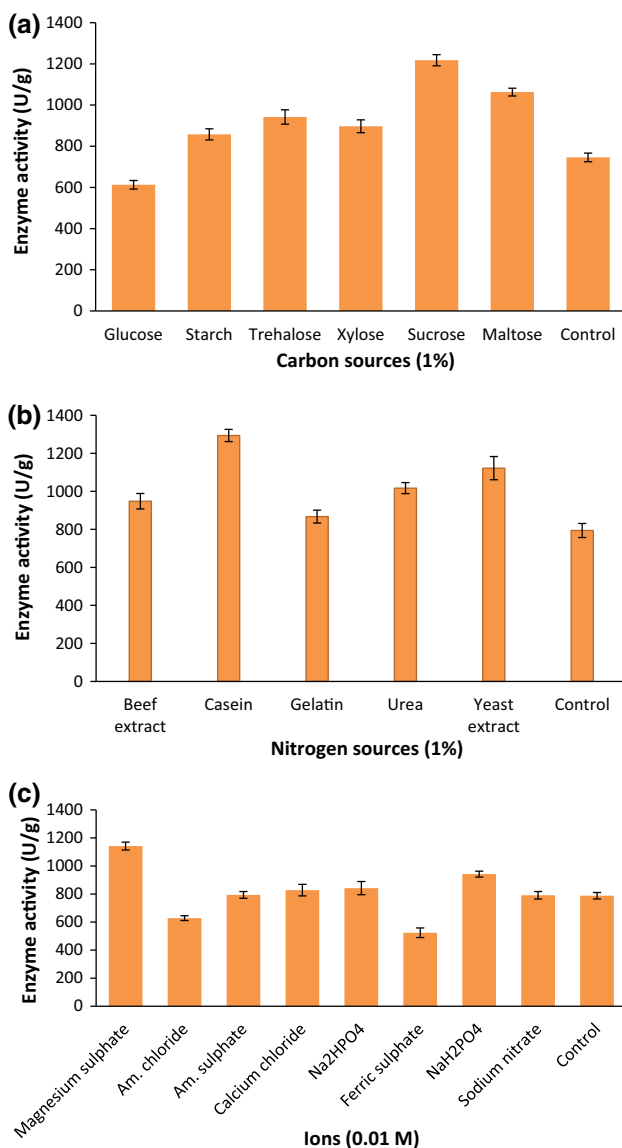 (a)
Enzyme activity (U/g)
1400
1200
1000
800
600
400
200
0
Glucose Starch Trehalose Xylose Sucrose Maltose Control
Carbon sources (1%)
(b)
Enzyme activity (U/g)
1400
1200
1000
800
600
400
200
0
Beef extract Casein Gelatin Urea Yeast extract Control
Nitrogen sources (1%)
(c)
Enzyme activity (U/g)
1400
1200
1000
800
600
400
200
0
Magnesium sulphate
Am. chloride
Am. sulphate
Calcium chloride
Na2HPO4
Ferric sulphate
NaH2PO4
Sodium nitrate
Control
Ions (0.01 M)